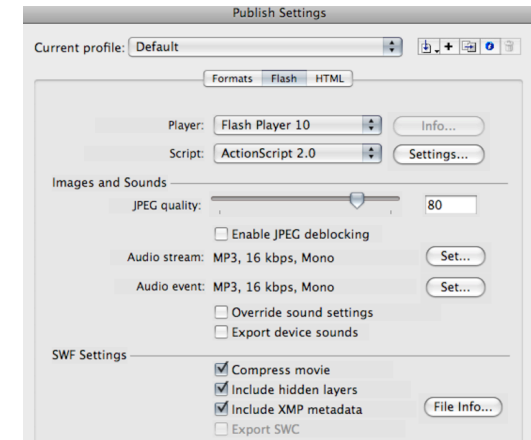 Publish Settings
Current profile: Default
Formats Flash HTML
Player: Flash Player 10 Info...
Script: ActionScript 2.0 Settings...
Images and Sounds
JPEG quality: 80
Enable JPEG deblocking
Audio stream: MP3, 16 kbps, Mono Set...
Audio event: MP3, 16 kbps, Mono Set...
Override sound settings
Export device sounds
SWF Settings
Compress movie
Include hidden layers
Include XMP metadata File Info...
Export SWC